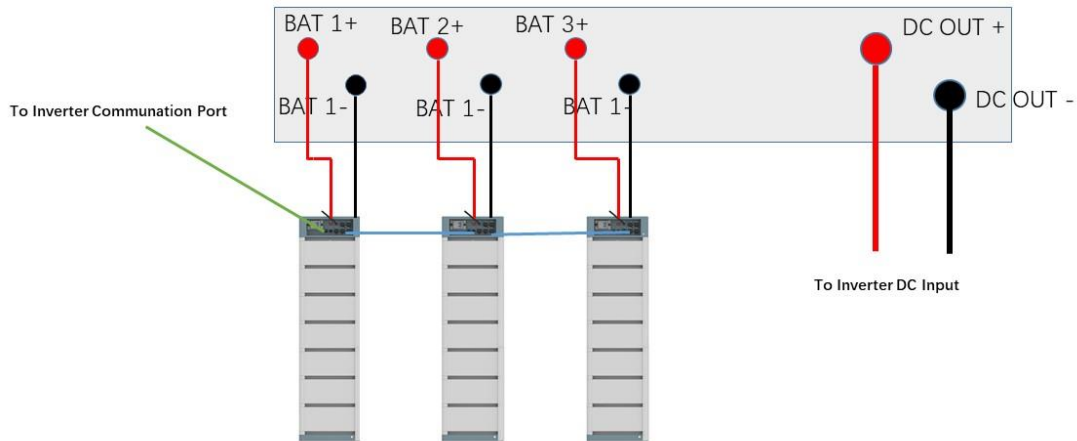 BAT 1+
BAT 2+
BAT 3+
DC OUT +
BAT 1-
BAT 1-
BAT 1-
DC OUT -
To Inverter Communation Port
To Inverter DC Input